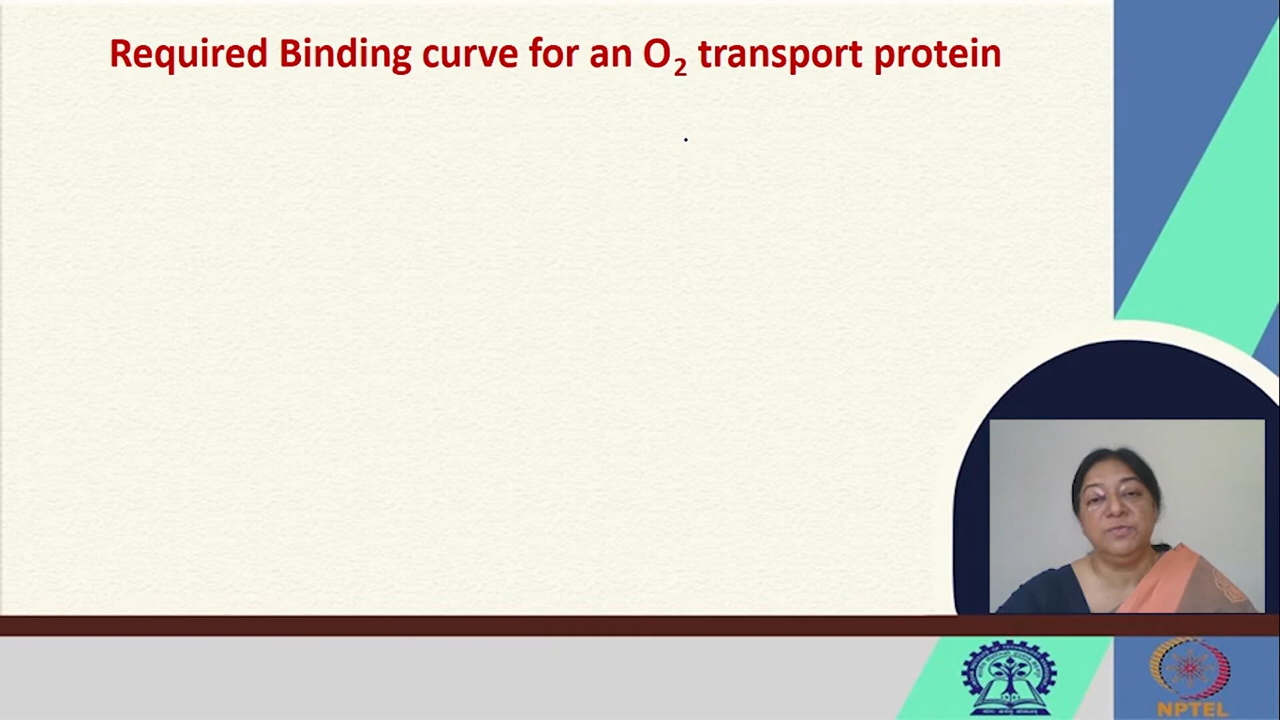 Required Binding curve for an O₂ transport protein
NPTEL